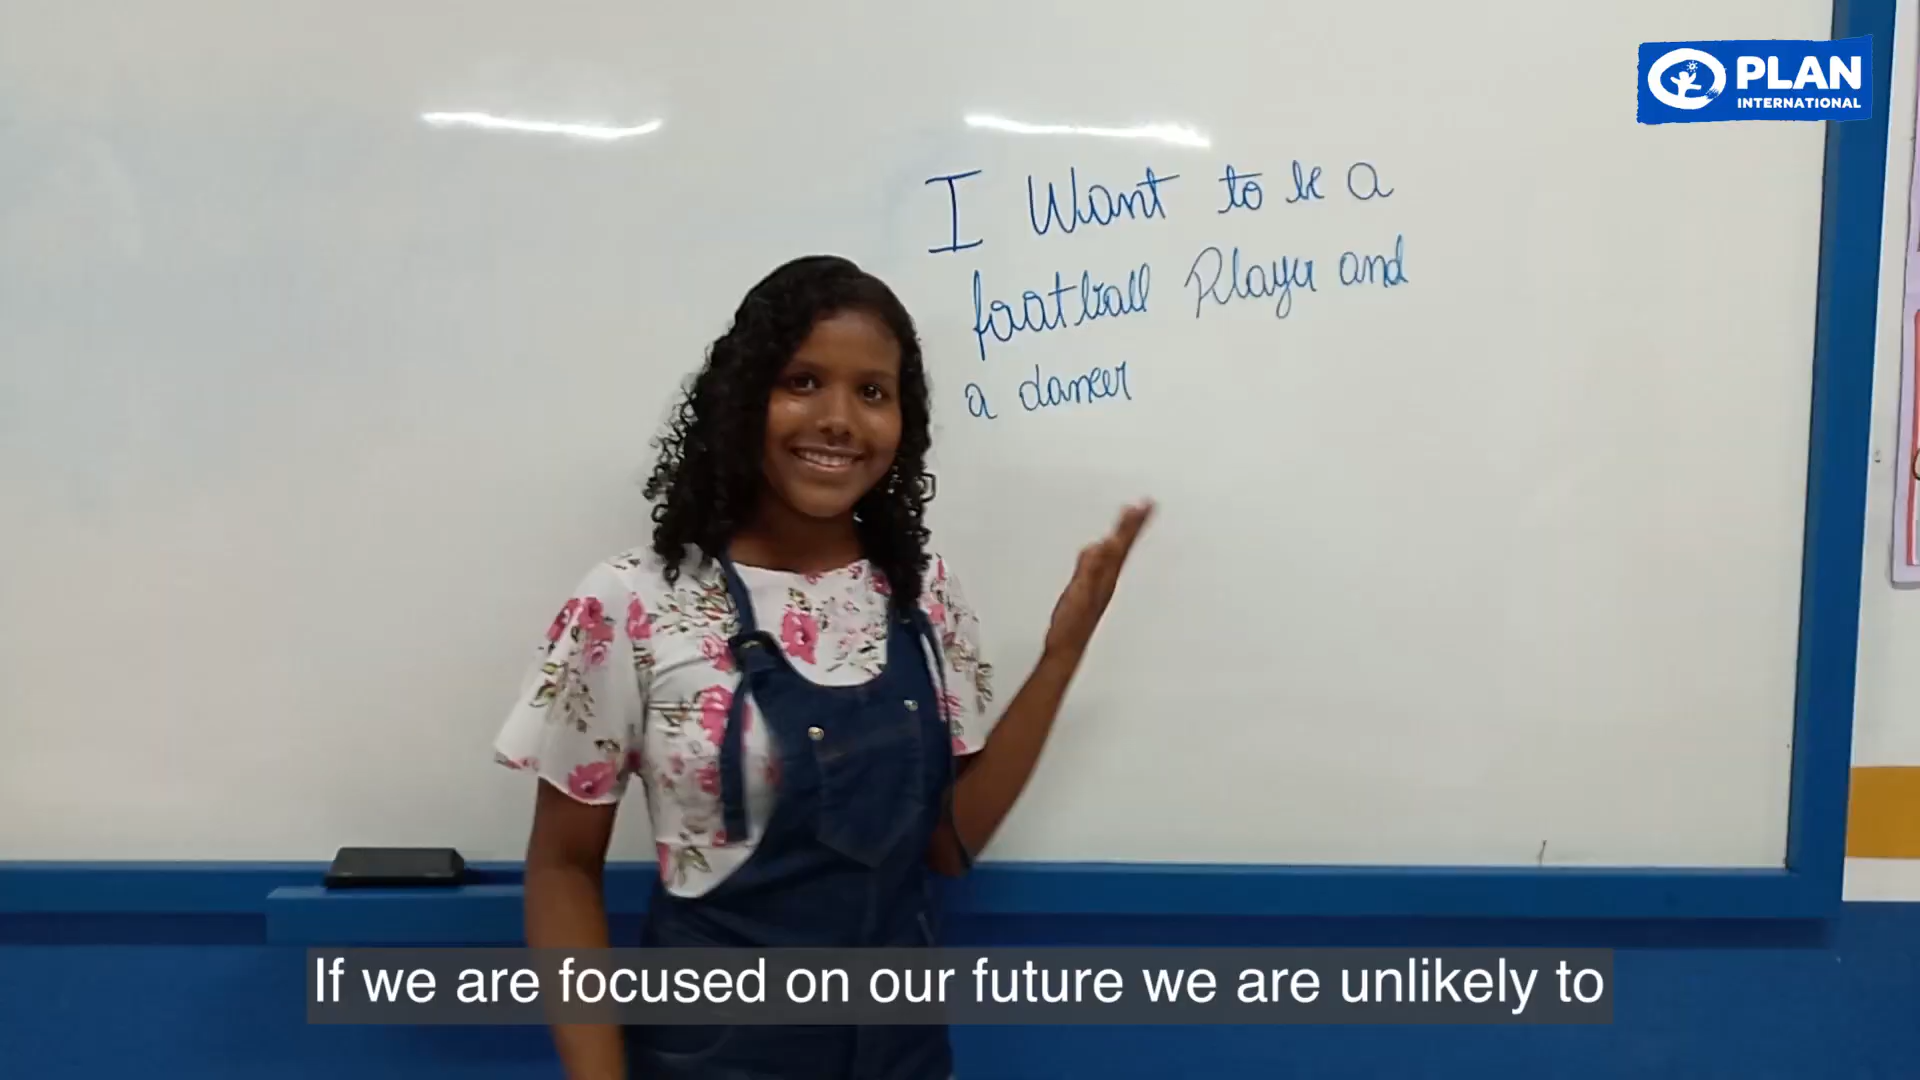 PLAN
INTERNATIONAL
I Want to be a
football Player and
a dancer
If we are focused on our future we are unlikely to